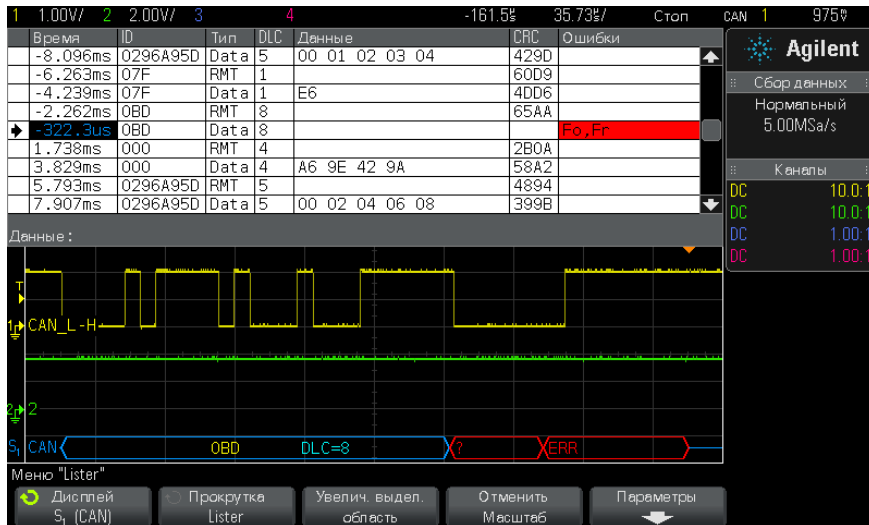 1 1.00V/ 2 2.00V/ 3 4 -161.5us 35.73us/ Стоп CAN 1 975mV
Время ID Тип DLC Данные CRC Ошибки
-8.096ms 0296A95D Data 5 00 01 02 03 04 429D
-6.263ms 07F RMT 1 60D9
-4.239ms 07F Data 1 E6 4DD6
-2.262ms 0BD RMT 8 65AA
-322.3us 0BD Data 8 Fo,Fr
1.738ms 000 RMT 4 2B0A
3.829ms 000 Data 4 A6 9E 42 9A 58A2
5.793ms 0296A95D RMT 5 4894
7.907ms 0296A95D Data 5 00 02 04 06 08 399B
Данные:
Agilent
Сбор данных
Нормальный
5.00MSa/s
Каналы
DC 10.0:1
DC 10.0:1
DC 1.00:1
DC 1.00:1
T
1 CAN_L -H
2 2
S1 CAN 0BD DLC=8 ? ERR
Меню "Lister"
Дисплей
S1 (CAN)
Прокрутка
Lister
Увелич. выдел.
область
Отменить
Масштаб
Параметры